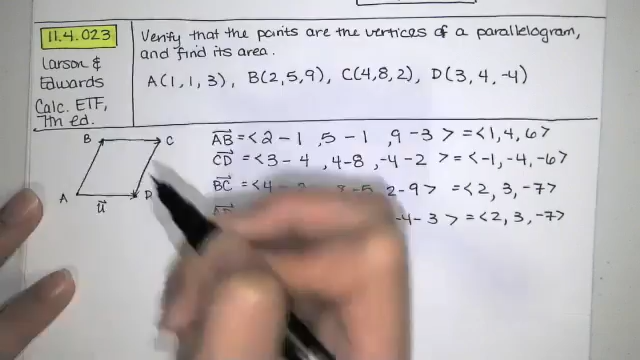 11.4.023
Verify that the points are the vertices of a parallelogram,
and find its area.
Larson &
Edwards
Calc. ETF,
7th ed.
A(1, 1, 3), B(2, 5, 9), C(4, 8, 2), D(3, 4, -4)
B C
A D
u⃗
AB⃗ = <2 - 1, 5 - 1, 9 - 3> = <1, 4, 6>
CD⃗ = <3 - 4, 4 - 8, -4 - 2> = <-1, -4, -6>
BC⃗ = <4 - 8 - 5, 2 - 9> = <2, 3, -7>
-4 - 3> = <2, 3, -7>